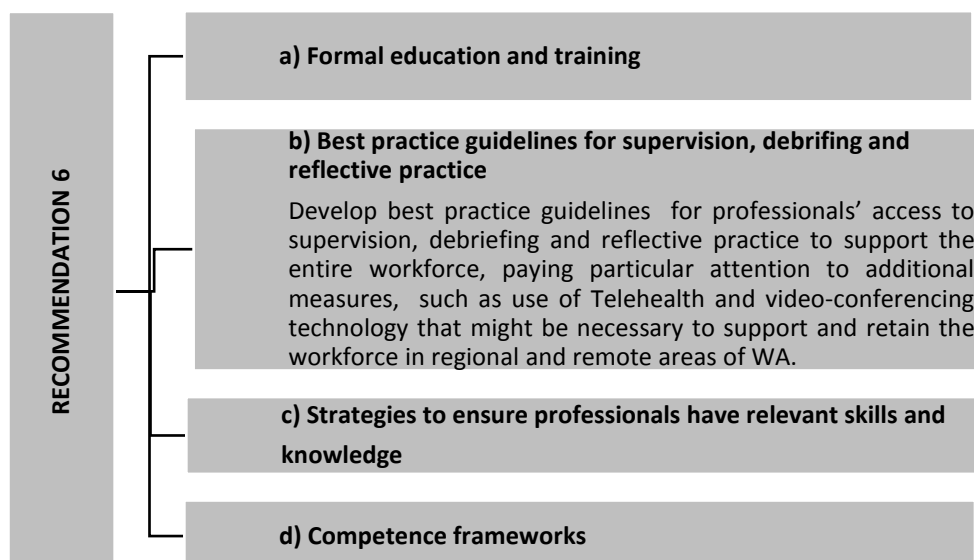 RECOMMENDATION 6
a) Formal education and training
b) Best practice guidelines for supervision, debrifing and
reflective practice
Develop best practice guidelines for professionals’ access to
supervision, debriefing and reflective practice to support the
entire workforce, paying particular attention to additional
measures, such as use of Telehealth and video-conferencing
technology that might be necessary to support and retain the
workforce in regional and remote areas of WA.
c) Strategies to ensure professionals have relevant skills and
knowledge
d) Competence frameworks